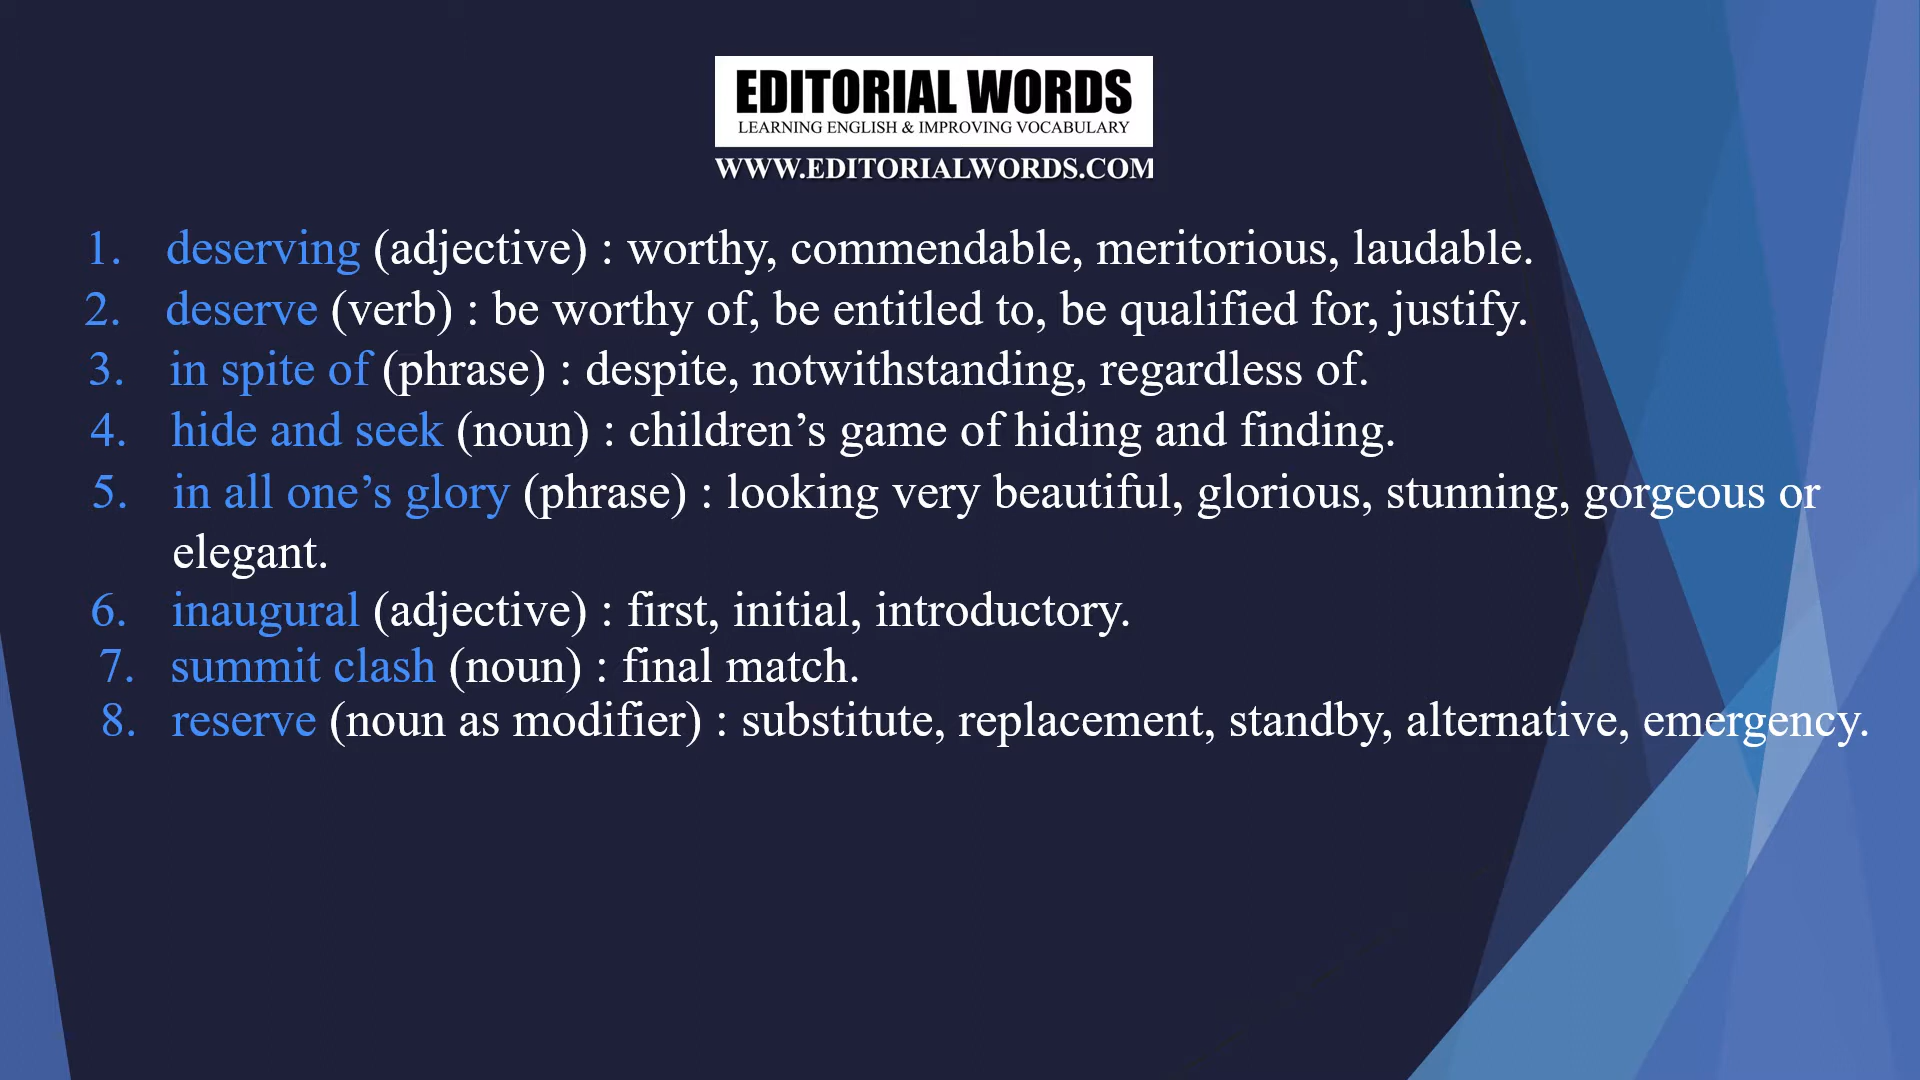 EDITORIAL WORDS
LEARNING ENGLISH & IMPROVING VOCABULARY
WWW.EDITORIALWORDS.COM
1. deserving (adjective) : worthy, commendable, meritorious, laudable.
2. deserve (verb) : be worthy of, be entitled to, be qualified for, justify.
3. in spite of (phrase) : despite, notwithstanding, regardless of.
4. hide and seek (noun) : children’s game of hiding and finding.
5. in all one’s glory (phrase) : looking very beautiful, glorious, stunning, gorgeous or
elegant.
6. inaugural (adjective) : first, initial, introductory.
7. summit clash (noun) : final match.
8. reserve (noun as modifier) : substitute, replacement, standby, alternative, emergency.